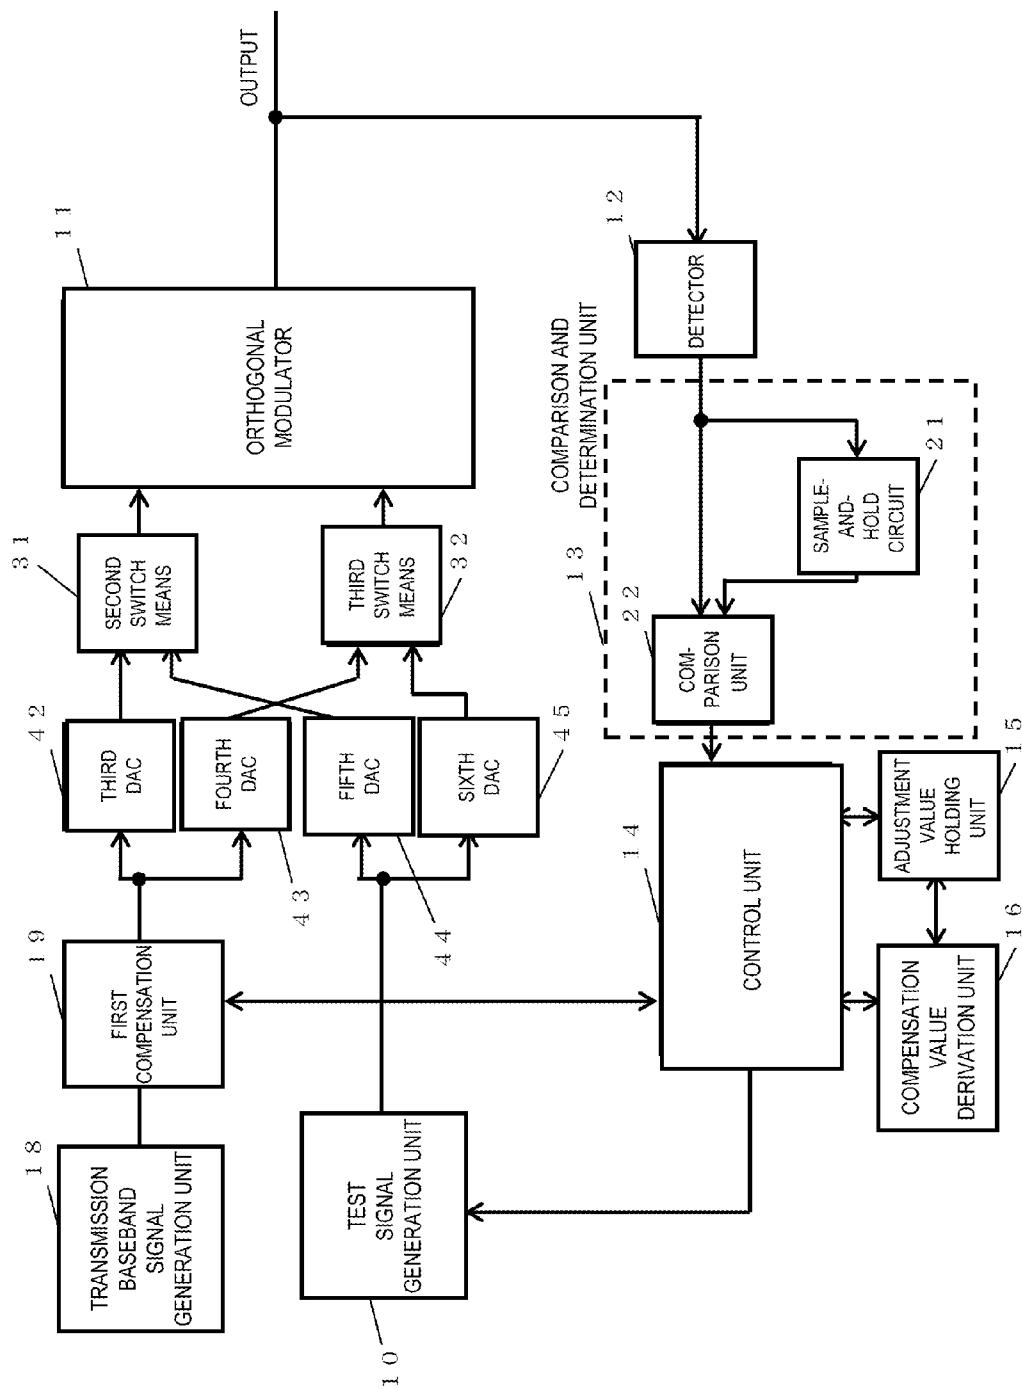 18
TRANSMISSION
BASEBAND
SIGNAL
GENERATION UNIT
19
FIRST
COMPENSATION
UNIT
42
THIRD
DAC
FOURTH
DAC
43
FIFTH
DAC
44
SIXTH
DAC
45
31
SECOND
SWITCH
MEANS
THIRD
SWITCH
MEANS
32
11
ORTHOGONAL
MODULATOR
OUTPUT
10
TEST
SIGNAL
GENERATION UNIT
14
CONTROL UNIT
13
COMPARISON AND
DETERMINATION UNIT
22
COM-
PARISON
UNIT
SAMPLE-
AND-
HOLD
CIRCUIT
21
12
DETECTOR
COMPENSATION
VALUE
DERIVATION UNIT
16
ADJUSTMENT
VALUE
HOLDING
UNIT
15